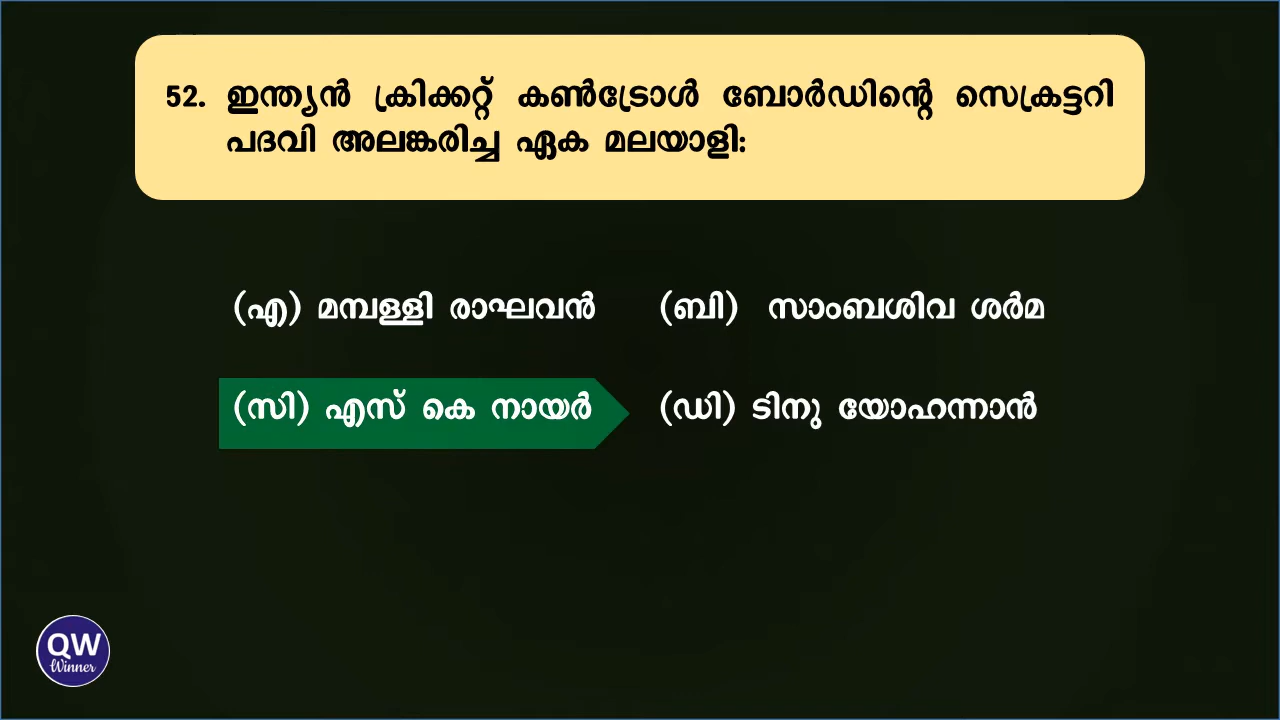 52. ഇന്ത്യൻ ക്രിക്കറ്റ് കൺട്രോൾ ബോർഡിന്റെ സെക്രട്ടറി
പദവി അലങ്കരിച്ച ഏക മലയാളി:
(എ) മമ്പള്ളി രാഘവൻ (ബി) സാംബശിവ ശർമ
(സി) എസ് കെ നായർ (ഡി) ടിനു യോഹന്നാൻ
QW
Winner